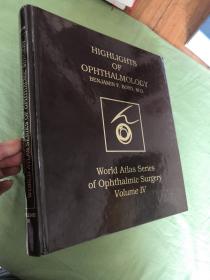 HIGHLIGHTS
OF
OPHTHALMOLOGY
BENJAMIN F. BOYD, M.D.
World Atlas Series
of Ophthalmic Surgery
Volume IV